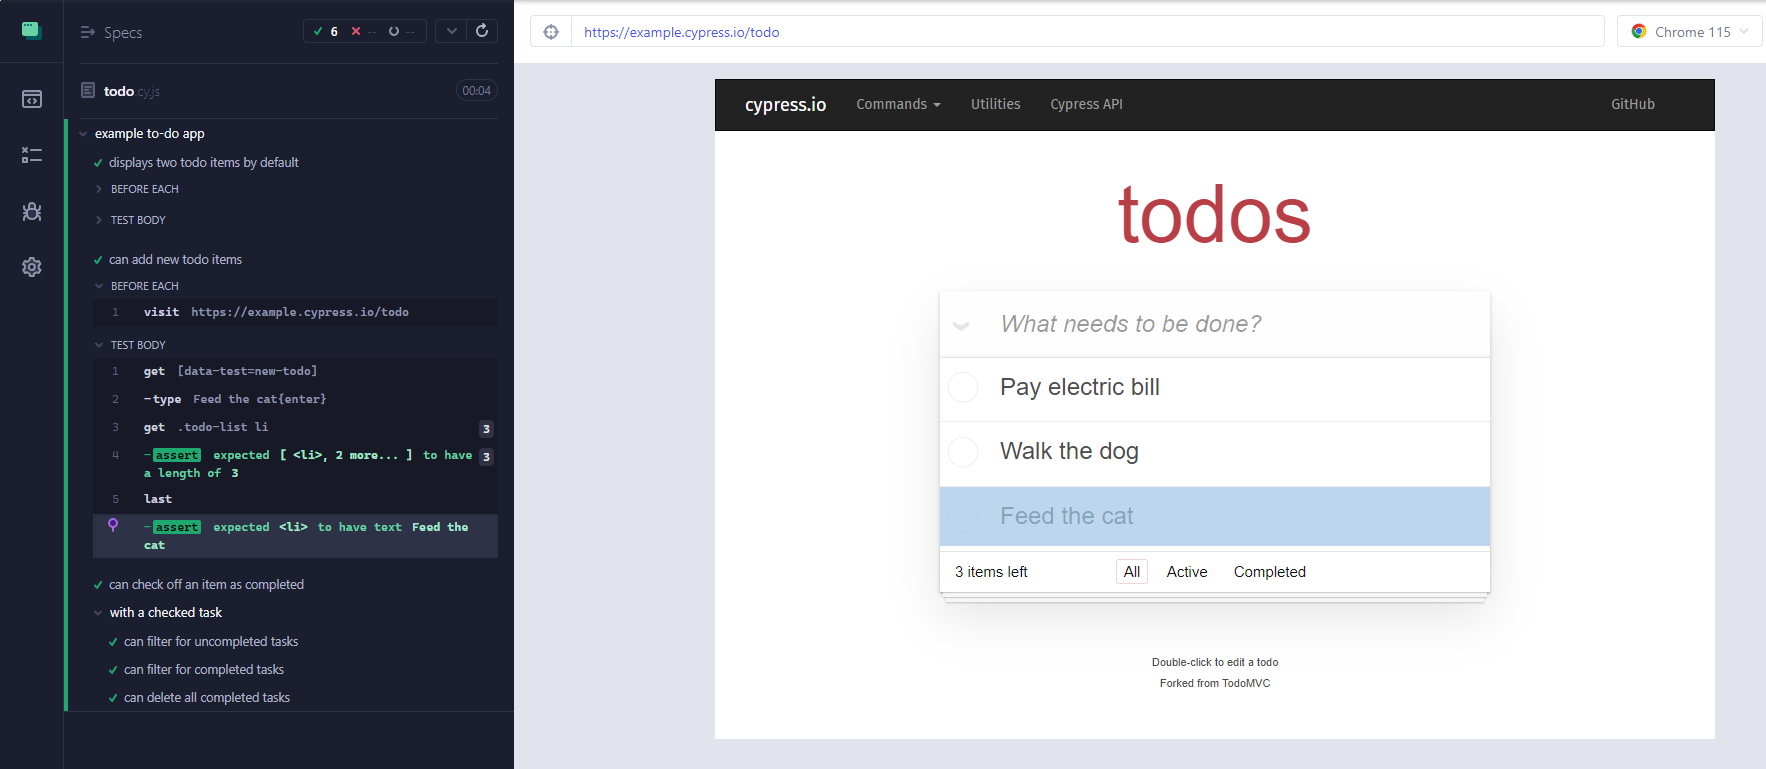 Specs
6 -- --
todo cy.js 00:04
example to-do app
displays two todo items by default
BEFORE EACH
TEST BODY
can add new todo items
BEFORE EACH
1 visit https://example.cypress.io/todo
TEST BODY
1 get [data-test=new-todo]
2 -type Feed the cat{enter}
3 get .todo-list li 3
4 -assert expected [ <li>, 2 more... ] to have 3
a length of 3
5 last
-assert expected <li> to have text Feed the
cat
can check off an item as completed
with a checked task
can filter for uncompleted tasks
can filter for completed tasks
can delete all completed tasks
https://example.cypress.io/todo
Chrome 115
cypress.io Commands Utilities Cypress API GitHub
todos
What needs to be done?
Pay electric bill
Walk the dog
Feed the cat
3 items left All Active Completed
Double-click to edit a todo
Forked from TodoMVC